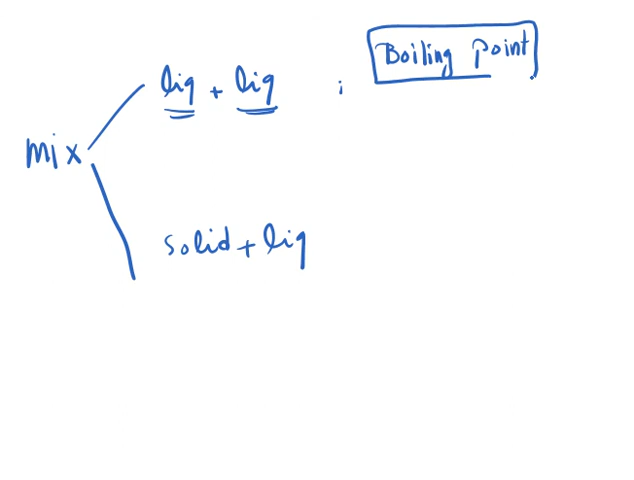 Boiling point
liq + liq ;
mix
solid + liq